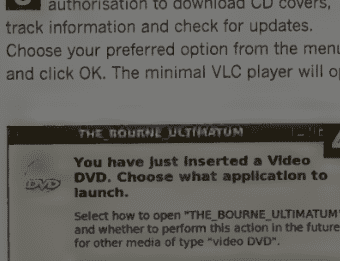 authorisation to download CD covers,
track information and check for updates.
Choose your preferred option from the menu
and click OK. The minimal VLC player will
THE_BOURNE_ULTIMATUM
You have just inserted a Video
DVD. Choose what application to
launch.
DVD
Select how to open "THE_BOURNE_ULTIMATUM"
and whether to perform this action in the future
for other media of type "video DVD".